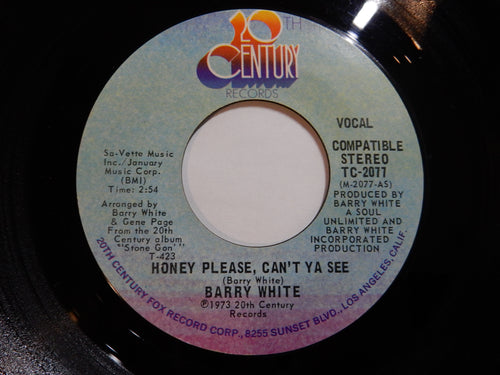 20TH
CENTURY
RECORDS
VOCAL
COMPATIBLE
STEREO
TC-2077
(M-2077-AS)
PRODUCED BY
BARRY WHITE
A SOUL
UNLIMITED AND
BARRY WHITE
INCORPORATED
PRODUCTION
Sa-Vette Music
Inc./January
Music Corp.
(BMI)
Time: 2:54
Arranged by
Barry White
& Gene Page
From the 20th
Century album
"Stone Gon'"
T-423
HONEY PLEASE, CAN'T YA SEE
(Barry White)
BARRY WHITE
℗1973 20th Century
Records
20TH CENTURY FOX RECORD CORP., 8255 SUNSET BLVD., LOS ANGELES, CALIF.